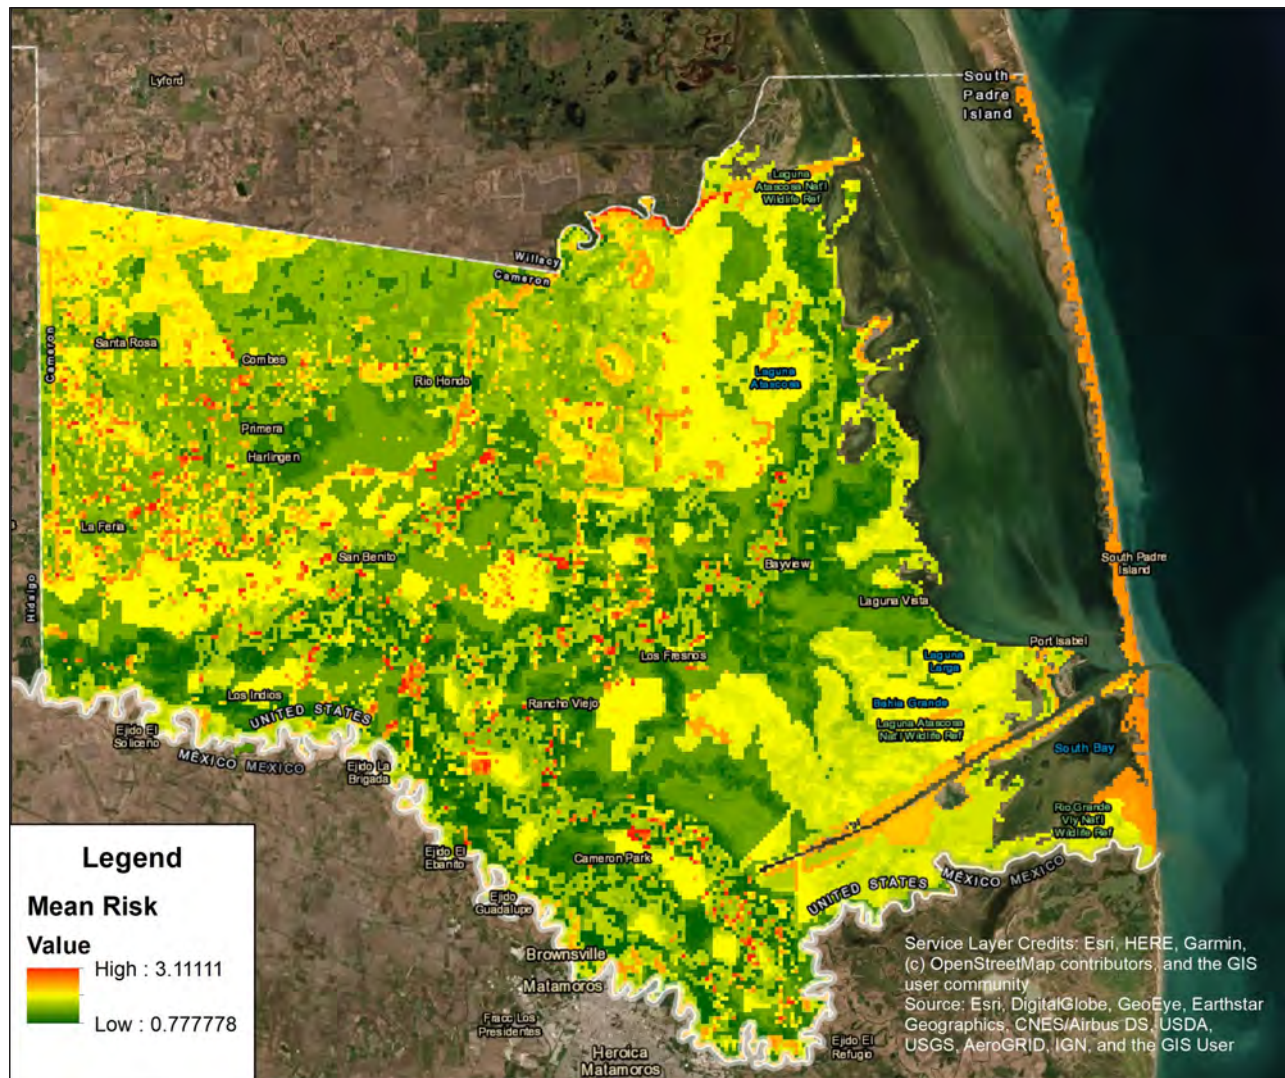 Lyford
South
Padre
Island
Laguna
Atascosa Nat'l
Wildlife Ref
Willacy
Cameron
Cameron
Santa Rosa
Combes
Rio Hondo
Laguna
Atascosa
Primera
Harlingen
La Feria
San Benito
Bayview
South Padre
Island
Hidalgo
Laguna Vista
Port Isabel
Los Fresnos
Laguna
Larga
Los Indios
Rancho Viejo
Bahia Grande
UNITED STATES
Laguna Atascosa
Nat'l Wildlife Ref
Ejido El
Soliceño
MÉXICO MEXICO
South Bay
Ejido La
Brigada
Rio Grande
Vly Nat'l
Wildlife Ref
Legend
Mean Risk
Value
High : 3.11111
Low : 0.777778
Ejido El
Ebanito
Cameron Park
UNITED STATES
MÉXICO MEXICO
Ejido
Guadalupe
Brownsville
Matamoros
Fracc Los
Presidentes
Heroica
Matamoros
Ejido El
Refugio
Service Layer Credits: Esri, HERE, Garmin,
(c) OpenStreetMap contributors, and the GIS
user community
Source: Esri, DigitalGlobe, GeoEye, Earthstar
Geographics, CNES/Airbus DS, USDA,
USGS, AeroGRID, IGN, and the GIS User